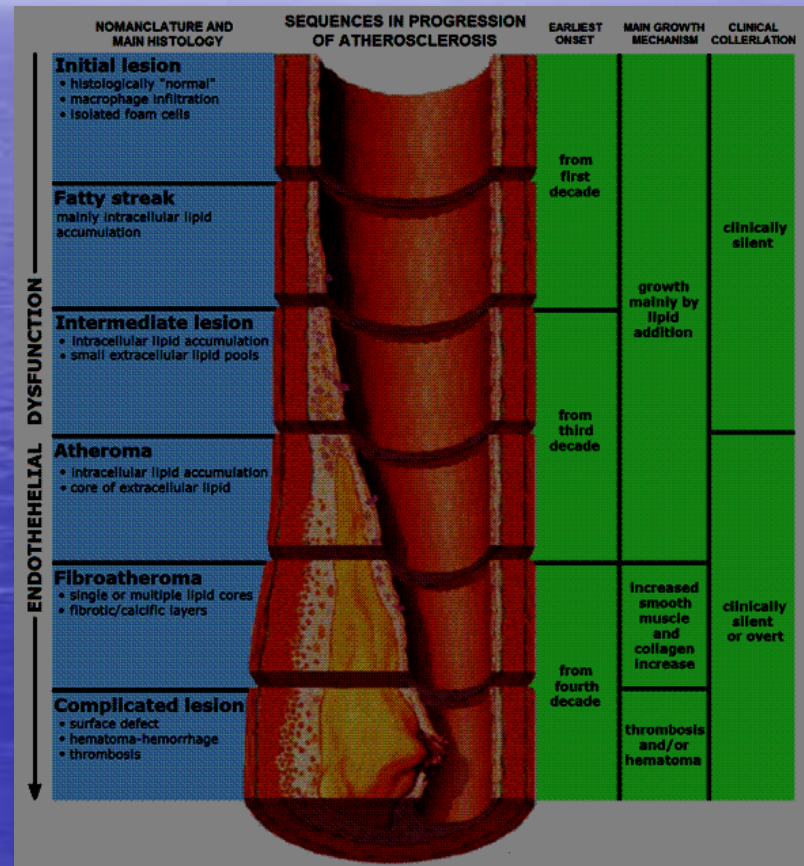 NOMANCLATURE AND
MAIN HISTOLOGY
SEQUENCES IN PROGRESSION
OF ATHEROSCLEROSIS
EARLIEST
ONSET
MAIN GROWTH
MECHANISM
CLINICAL
COLLERLATION
ENDOTHEHELIAL DYSFUNCTION
Initial lesion
• histologically "normal"
• macrophage infiltration
• isolated foam cells
Fatty streak
mainly intracellular lipid
accumulation
Intermediate lesion
• intracellular lipid accumulation
• small extracellular lipid pools
Atheroma
• intracellular lipid accumulation
• core of extracellular lipid
Fibroatheroma
• single or multiple lipid cores
• fibrotic/calcific layers
Complicated lesion
• surface defect
• hematoma-hemorrhage
• thrombosis
from
first
decade
from
third
decade
from
fourth
decade
growth
mainly by
lipid
addition
increased
smooth
muscle
and
collagen
increase
thrombosis
and/or
hematoma
clinically
silent
clinically
silent
or overt